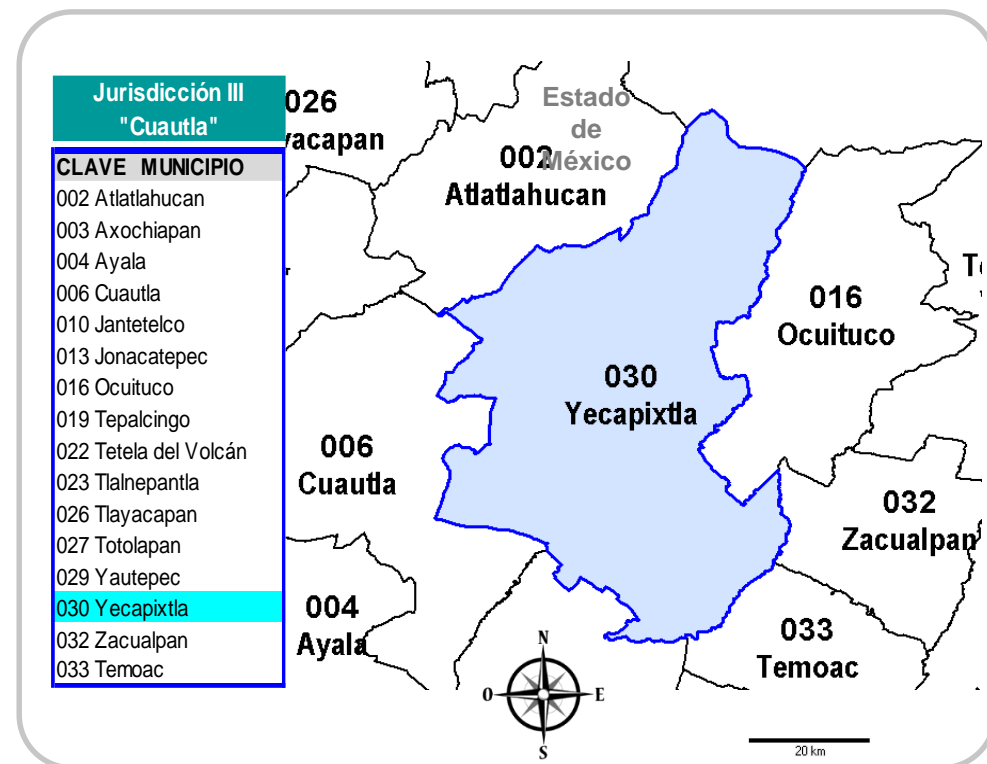 Jurisdicción III
"Cuautla"
CLAVE MUNICIPIO
002 Atlatlahucan
003 Axochiapan
004 Ayala
006 Cuautla
010 Jantetelco
013 Jonacatepec
016 Ocuituco
019 Tepalcingo
022 Tetela del Volcán
023 Tlalnepantla
026 Tlayacapan
027 Totolapan
029 Yautepec
030 Yecapixtla
032 Zacualpan
033 Temoac
026
yacapan
Estado
de
México
002
Atlatlahucan
016
Ocuituco
030
Yecapixtla
006
Cuautla
032
Zacualpan
004
Ayala
033
Temoac
N
O
E
S
20 km